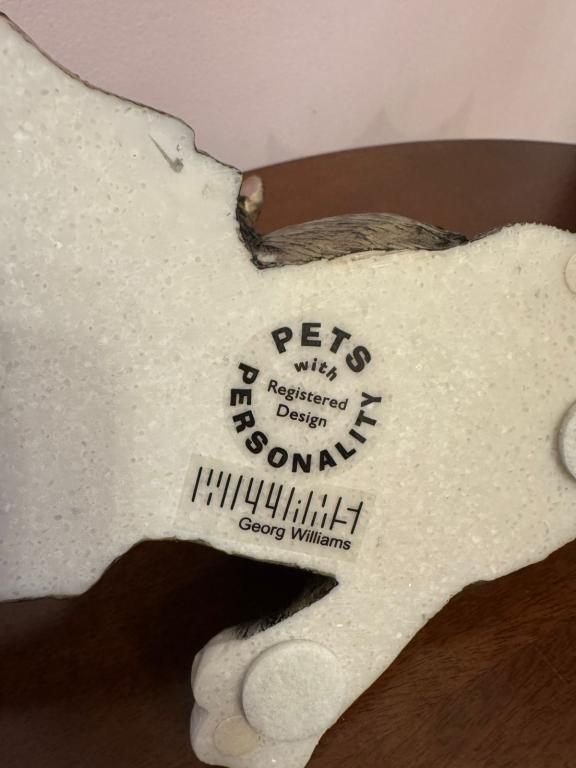 PETS
with
Registered
Design
PERSONALITY
Georg Williams